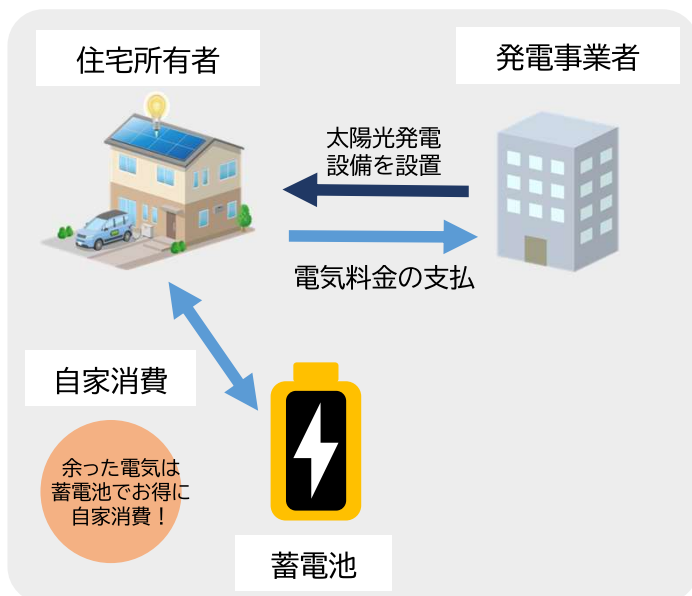 住宅所有者
発電事業者
太陽光発電
設備を設置
電気料金の支払
自家消費
余った電気は
蓄電池でお得に
自家消費！
蓄電池